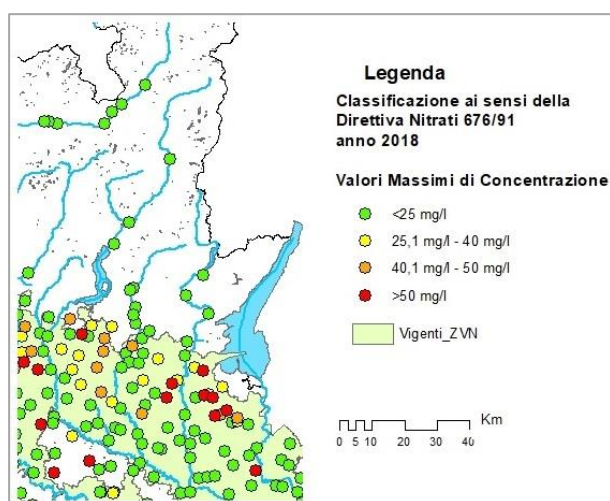 Legenda
Classificazione ai sensi della
Direttiva Nitrati 676/91
anno 2018
Valori Massimi di Concentrazione
<25 mg/l
25,1 mg/l - 40 mg/l
40,1 mg/l - 50 mg/l
>50 mg/l
Vigenti_ZVN
Km
0 5 10 20 30 40